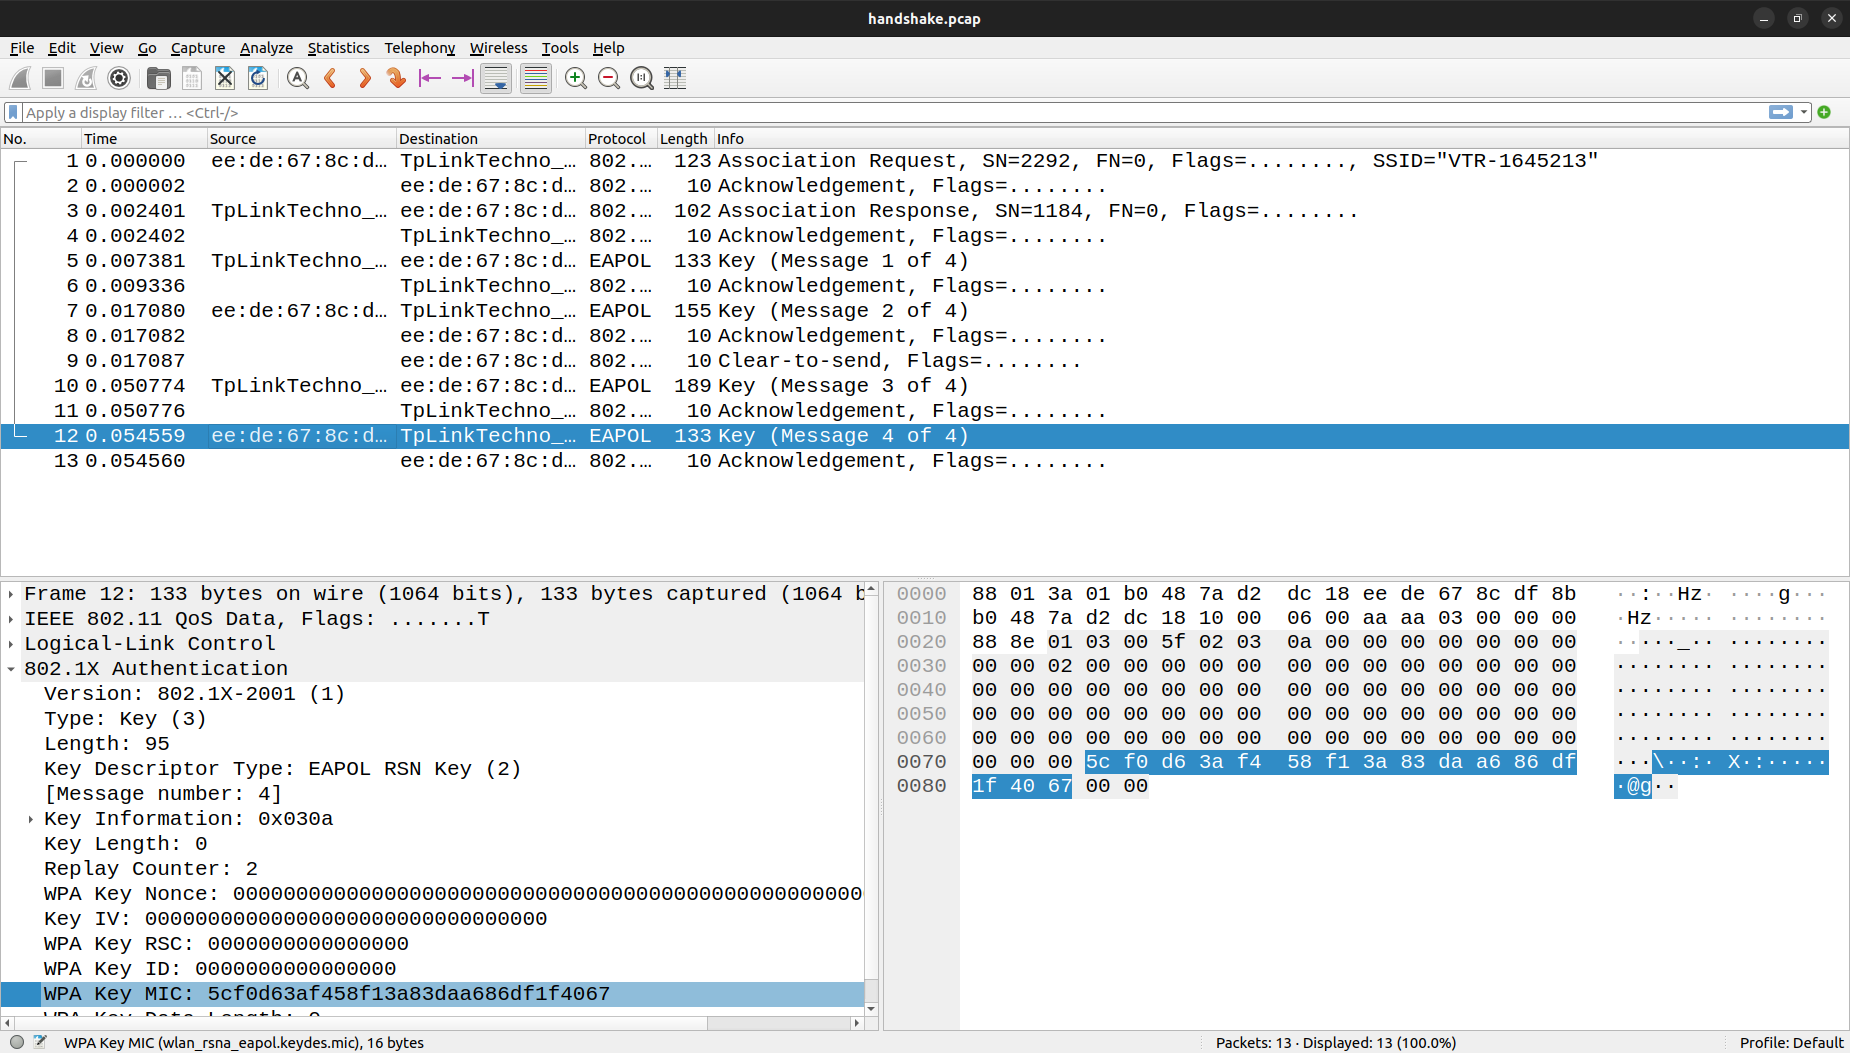 handshake.pcap
File Edit View Go Capture Analyze Statistics Telephony Wireless Tools Help
Apply a display filter … <Ctrl-/>
No. Time Source Destination Protocol Length Info
1 0.000000 ee:de:67:8c:d… TpLinkTechno_… 802.… 123 Association Request, SN=2292, FN=0, Flags=........, SSID="VTR-1645213"
2 0.000002 ee:de:67:8c:d… 802.… 10 Acknowledgement, Flags=........
3 0.002401 TpLinkTechno_… ee:de:67:8c:d… 802.… 102 Association Response, SN=1184, FN=0, Flags=........
4 0.002402 TpLinkTechno_… 802.… 10 Acknowledgement, Flags=........
5 0.007381 TpLinkTechno_… ee:de:67:8c:d… EAPOL 133 Key (Message 1 of 4)
6 0.009336 TpLinkTechno_… 802.… 10 Acknowledgement, Flags=........
7 0.017080 ee:de:67:8c:d… TpLinkTechno_… EAPOL 155 Key (Message 2 of 4)
8 0.017082 ee:de:67:8c:d… 802.… 10 Acknowledgement, Flags=........
9 0.017087 ee:de:67:8c:d… 802.… 10 Clear-to-send, Flags=........
10 0.050774 TpLinkTechno_… ee:de:67:8c:d… EAPOL 189 Key (Message 3 of 4)
11 0.050776 TpLinkTechno_… 802.… 10 Acknowledgement, Flags=........
12 0.054559 ee:de:67:8c:d… TpLinkTechno_… EAPOL 133 Key (Message 4 of 4)
13 0.054560 ee:de:67:8c:d… 802.… 10 Acknowledgement, Flags=........
Frame 12: 133 bytes on wire (1064 bits), 133 bytes captured (1064 b
IEEE 802.11 QoS Data, Flags: .......T
Logical-Link Control
802.1X Authentication
Version: 802.1X-2001 (1)
Type: Key (3)
Length: 95
Key Descriptor Type: EAPOL RSN Key (2)
[Message number: 4]
Key Information: 0x030a
Key Length: 0
Replay Counter: 2
WPA Key Nonce: 00000000000000000000000000000000000000000000000000
Key IV: 00000000000000000000000000000000
WPA Key RSC: 0000000000000000
WPA Key ID: 0000000000000000
WPA Key MIC: 5cf0d63af458f13a83daa686df1f4067
WPA Key Data Length: 0
0000 88 01 3a 01 b0 48 7a d2 dc 18 ee de 67 8c df 8b ··:··Hz· ····g···
0010 b0 48 7a d2 dc 18 10 00 06 00 aa aa 03 00 00 00 ·Hz····· ········
0020 88 8e 01 03 00 5f 02 03 0a 00 00 00 00 00 00 00 ·····_·· ········
0030 00 00 02 00 00 00 00 00 00 00 00 00 00 00 00 00 ········ ········
0040 00 00 00 00 00 00 00 00 00 00 00 00 00 00 00 00 ········ ········
0050 00 00 00 00 00 00 00 00 00 00 00 00 00 00 00 00 ········ ········
0060 00 00 00 00 00 00 00 00 00 00 00 00 00 00 00 00 ········ ········
0070 00 00 00 5c f0 d6 3a f4 58 f1 3a 83 da a6 86 df ···\··:· X·:·····
0080 1f 40 67 00 00 ·@g··
WPA Key MIC (wlan_rsna_eapol.keydes.mic), 16 bytes
Packets: 13 · Displayed: 13 (100.0%)
Profile: Default